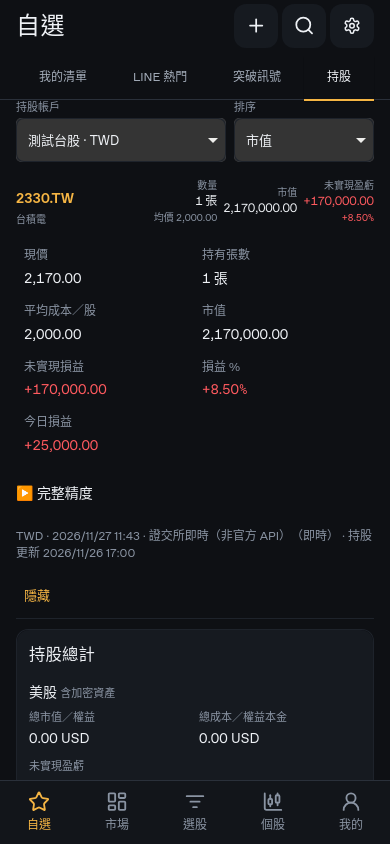 自選
我的清單 LINE 熱門 突破訊號 持股
持股帳戶 排序
測試台股 · TWD 市值
2330.TW
台積電
數量
1 張
均價 2,000.00
市值
2,170,000.00
未實現盈虧
+170,000.00
+8.50%
現價 持有張數
2,170.00 1 張
平均成本／股 市值
2,000.00 2,170,000.00
未實現損益 損益 %
+170,000.00 +8.50%
今日損益
+25,000.00
▶️ 完整精度
TWD · 2026/11/27 11:43 · 證交所即時（非官方 API）（即時） · 持股
更新 2026/11/26 17:00
隱藏
持股總計
美股 含加密資產
總市值／權益 總成本／權益本金
0.00 USD 0.00 USD
未實現盈虧
自選 市場 選股 個股 我的